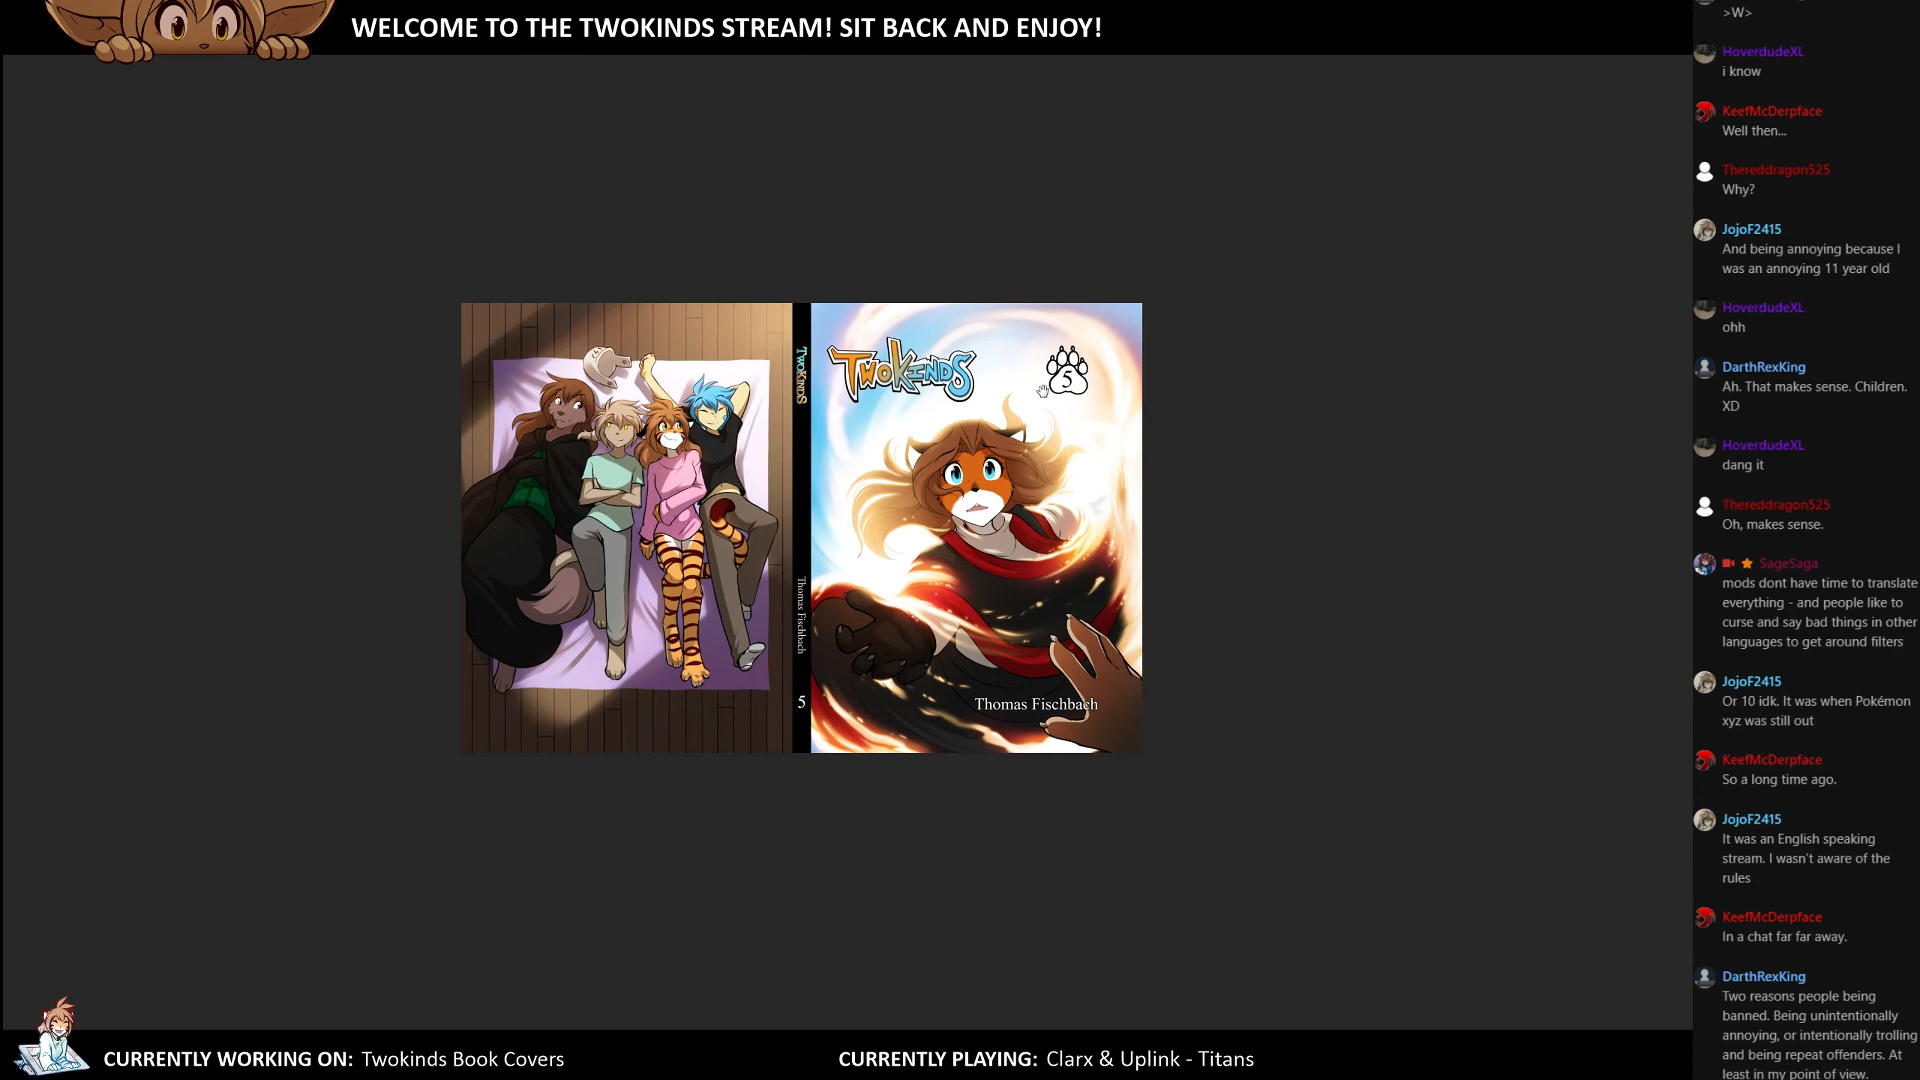 WELCOME TO THE TWOKINDS STREAM! SIT BACK AND ENJOY!
TWOKINDS
Thomas Fischbach
5
TWOKINDS
5
Thomas Fischbach
CURRENTLY WORKING ON: Twokinds Book Covers
CURRENTLY PLAYING: Clarx & Uplink - Titans
>W>
HoverdudeXL
i know
KeefMcDerpface
Well then...
Thereddragon525
Why?
JojoF2415
And being annoying because I
was an annoying 11 year old
HoverdudeXL
ohh
DarthRexKing
Ah. That makes sense. Children.
XD
HoverdudeXL
dang it
Thereddragon525
Oh, makes sense.
SageSaga
mods dont have time to translate
everything - and people like to
curse and say bad things in other
languages to get around filters
JojoF2415
Or 10 idk. It was when Pokémon
xyz was still out
KeefMcDerpface
So a long time ago.
JojoF2415
It was an English speaking
stream. I wasn't aware of the
rules
KeefMcDerpface
In a chat far far away.
DarthRexKing
Two reasons people being
banned. Being unintentionally
annoying, or intentionally trolling
and being repeat offenders. At
least in my point of view.